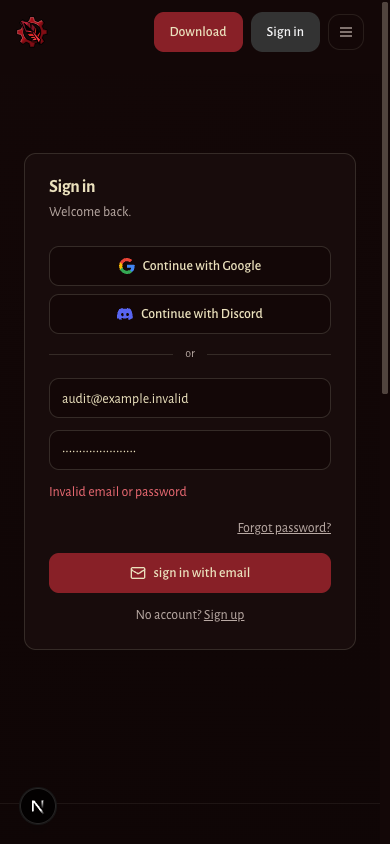 Download
Sign in
Sign in
Welcome back.
Continue with Google
Continue with Discord
or
audit@example.invalid
......................
Invalid email or password
Forgot password?
sign in with email
No account? Sign up
N